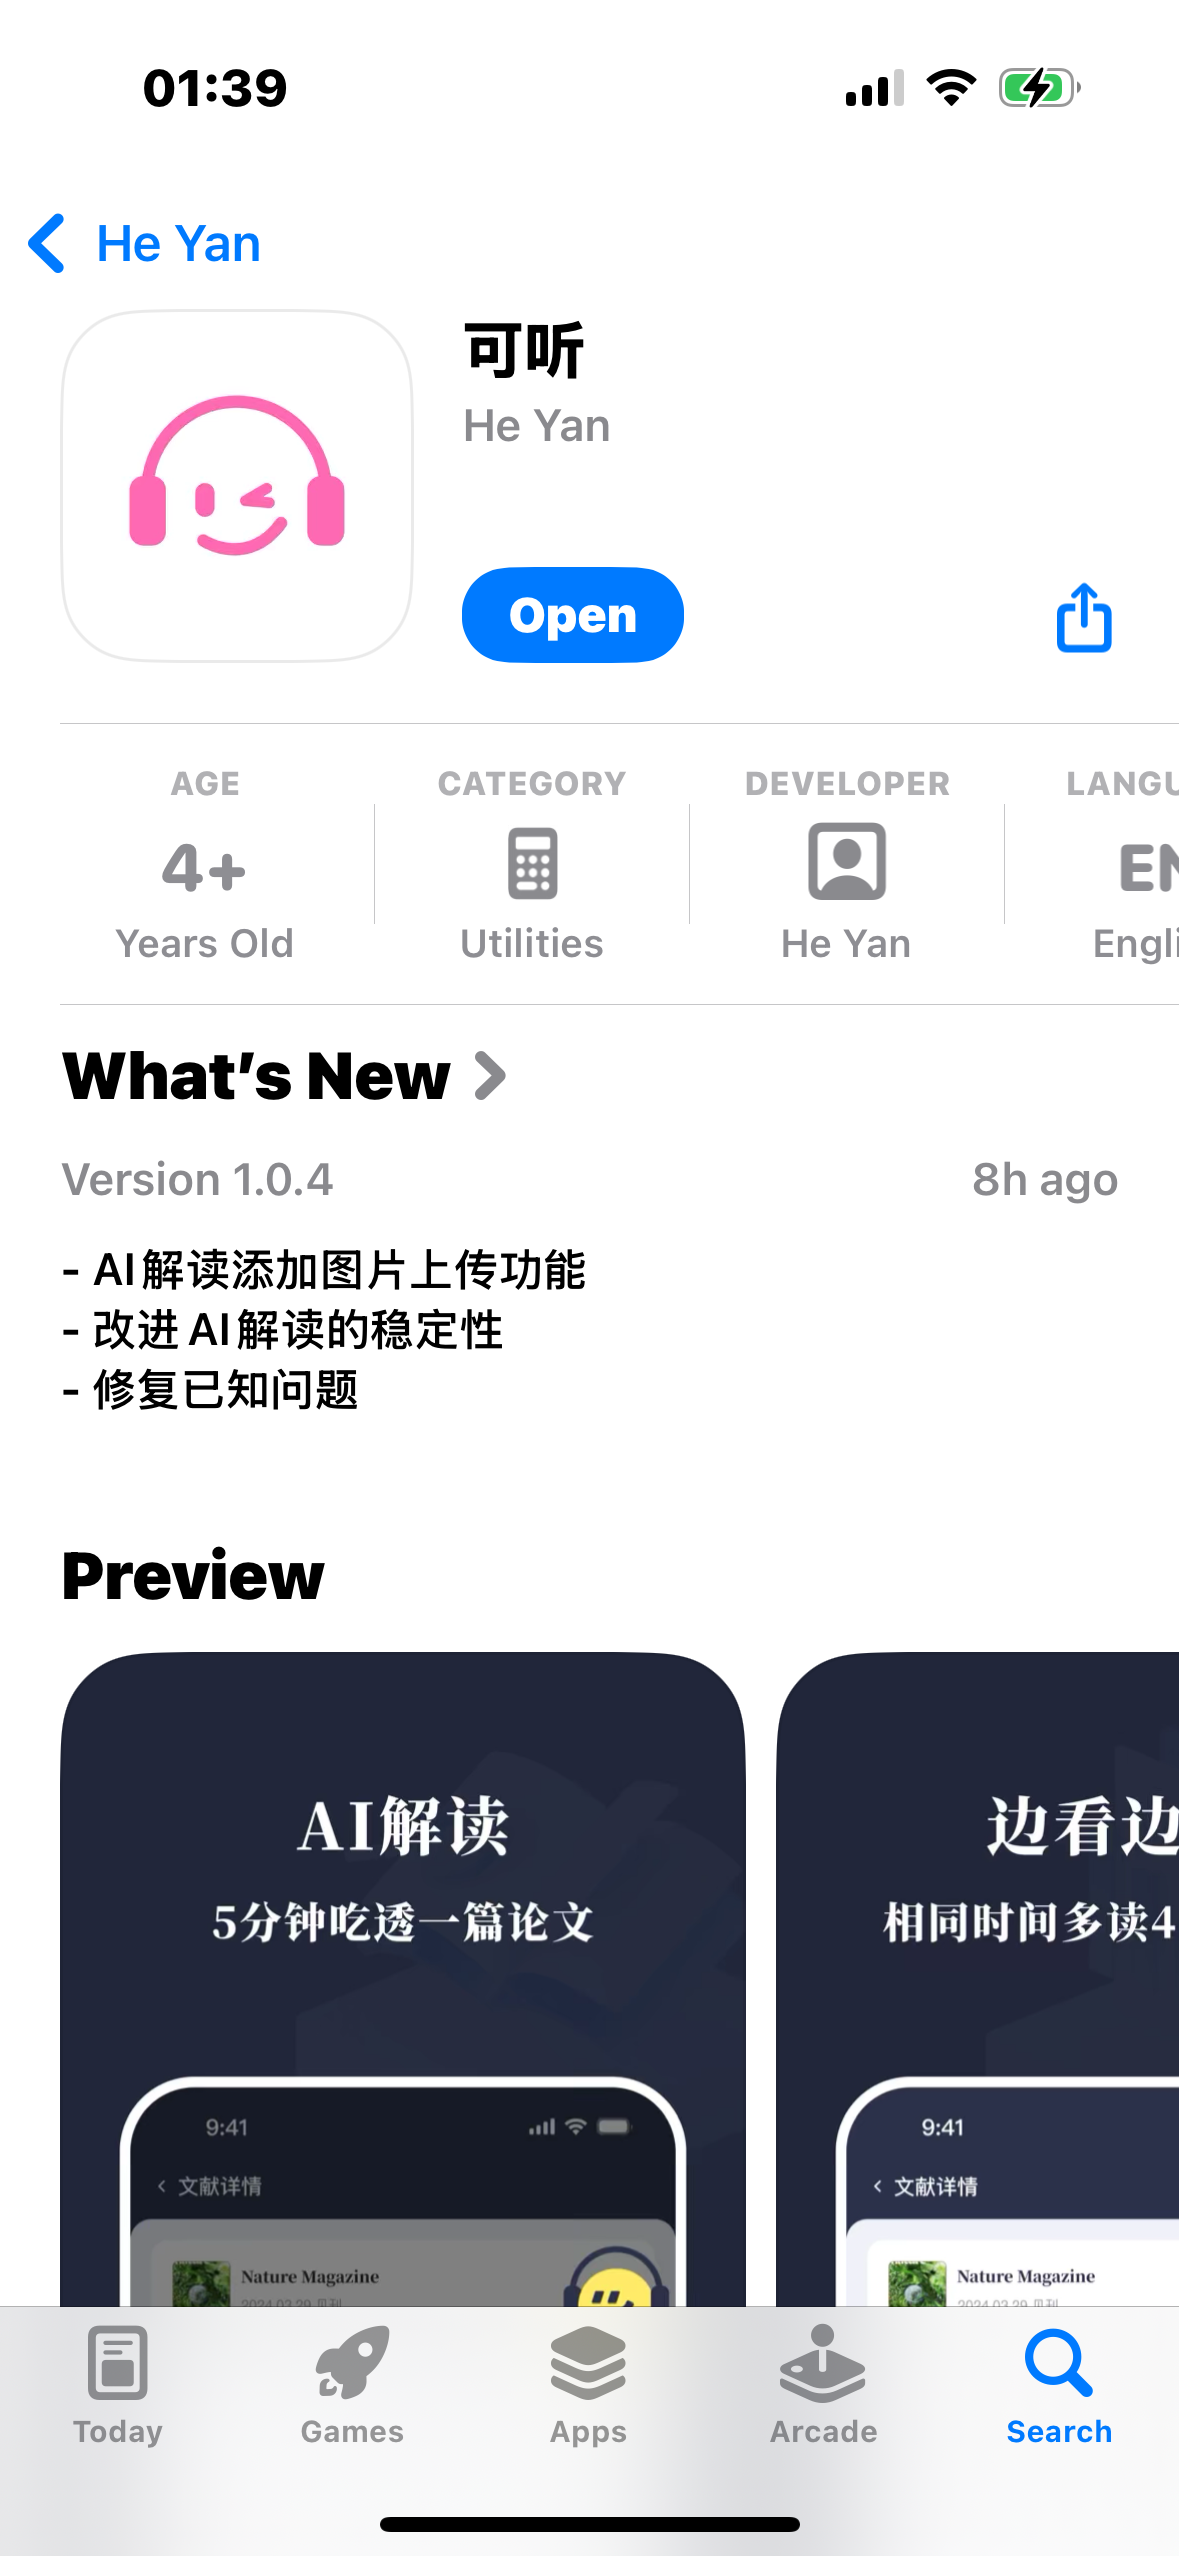 01:39
He Yan
可听
He Yan
Open
AGE
4+
Years Old
CATEGORY
Utilities
DEVELOPER
He Yan
LANGU
EN
Engli
What's New
Version 1.0.4
8h ago
- AI解读添加图片上传功能
- 改进AI解读的稳定性
- 修复已知问题
Preview
AI解读
5分钟吃透一篇论文
9:41
文献详情
Nature Magazine
边看边
相同时间多读4
9:41
文献详情
Nature Magazine
Today
Games
Apps
Arcade
Search